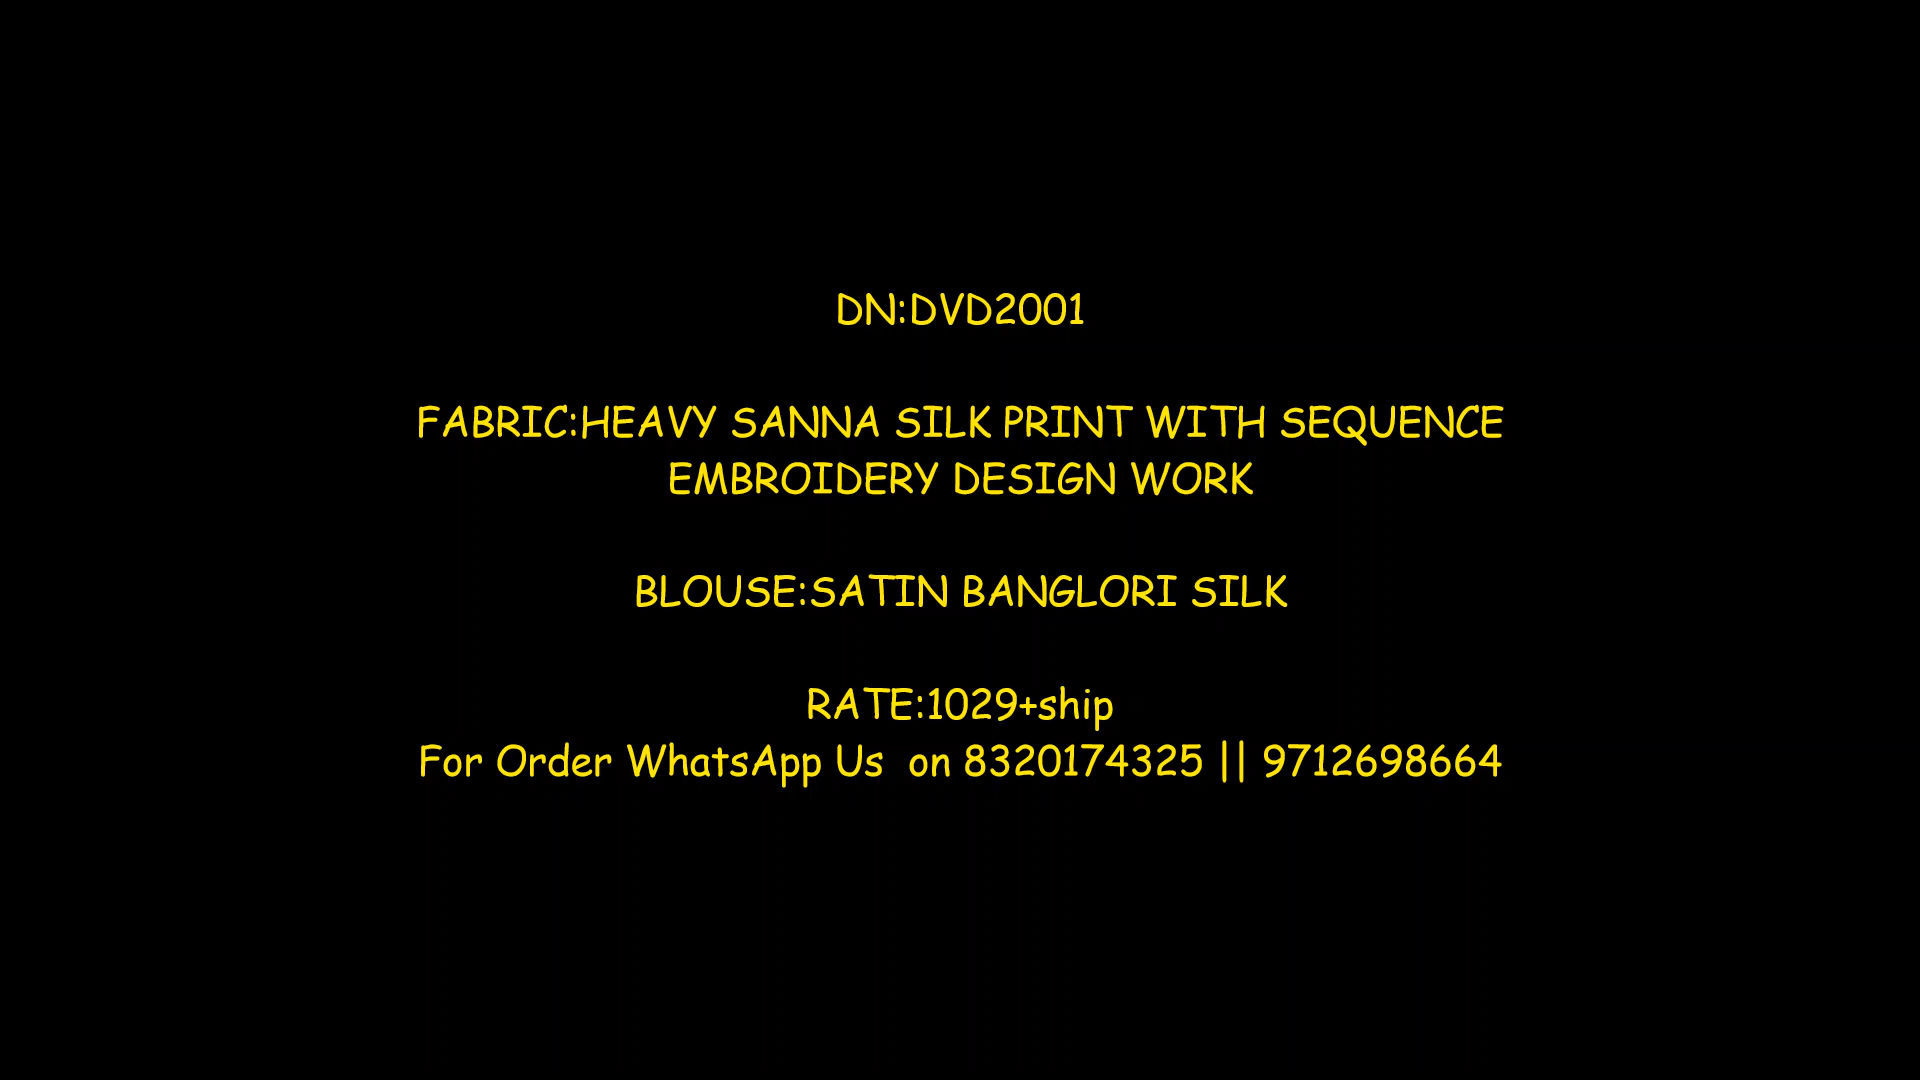 DN:DVD2001
FABRIC:HEAVY SANNA SILK PRINT WITH SEQUENCE
EMBROIDERY DESIGN WORK
BLOUSE:SATIN BANGLORI SILK
RATE:1029+ship
For Order WhatsApp Us  on 8320174325 || 9712698664